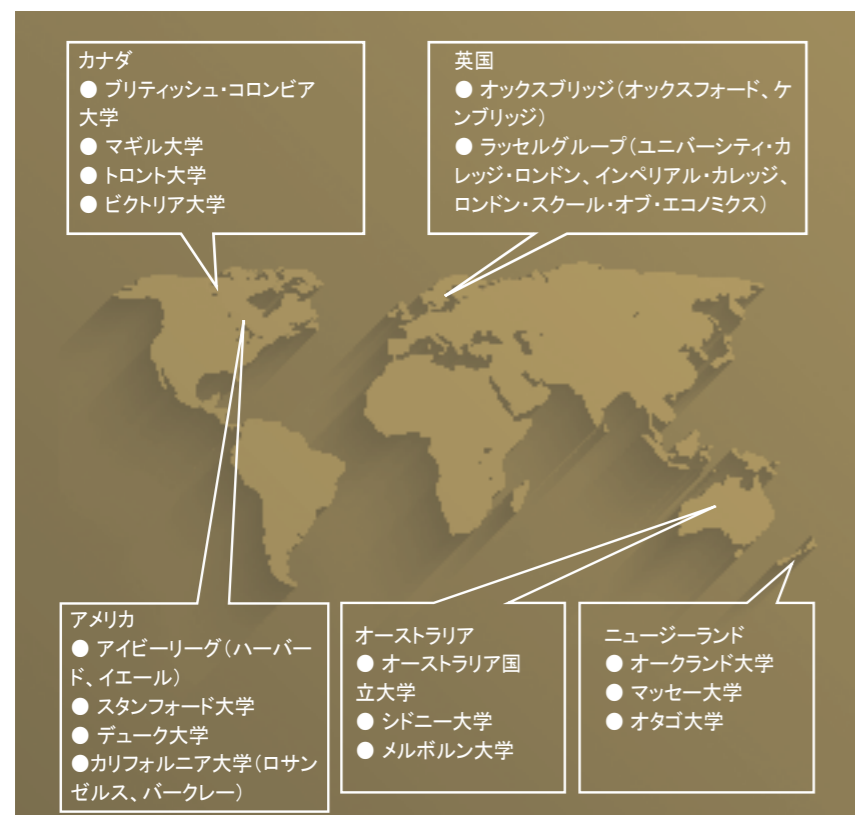 カナダ
● ブリティッシュ・コロンビア
大学
● マギル大学
● トロント大学
● ビクトリア大学
英国
● オックスブリッジ(オックスフォード、ケ
ンブリッジ)
● ラッセルグループ(ユニバーシティ・カ
レッジ・ロンドン、インペリアル・カレッジ、
ロンドン・スクール・オブ・エコノミクス)
アメリカ
● アイビーリーグ(ハーバー
ド、イエール)
● スタンフォード大学
● デューク大学
●カリフォルニア大学(ロサン
ゼルス、バークレー)
オーストラリア
● オーストラリア国
立大学
● シドニー大学
● メルボルン大学
ニュージーランド
● オークランド大学
● マッセー大学
● オタゴ大学